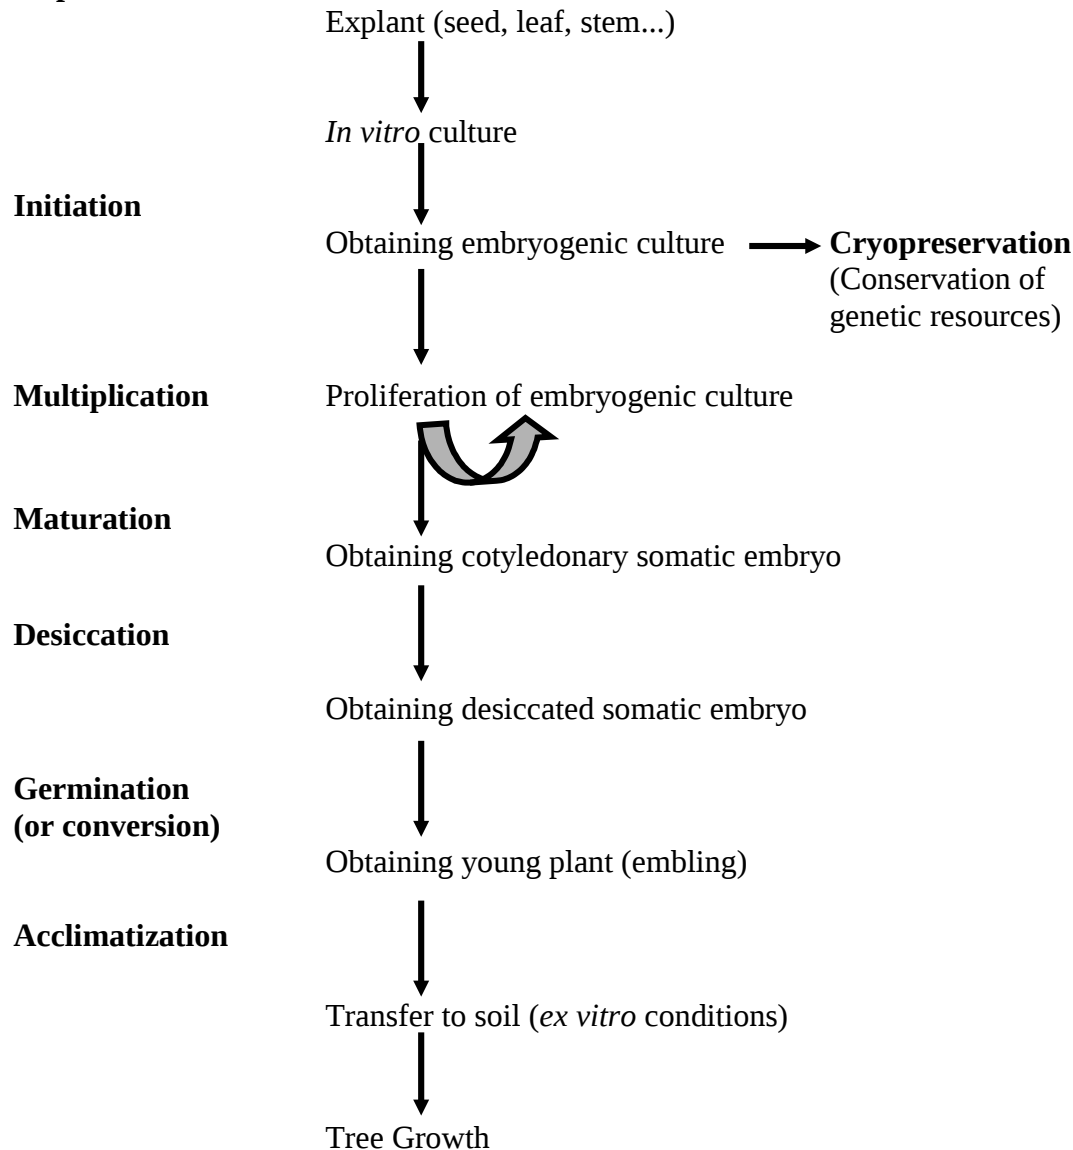 Explant (seed, leaf, stem...)
In vitro culture
Initiation
Obtaining embryogenic culture
Cryopreservation
(Conservation of
genetic resources)
Multiplication
Proliferation of embryogenic culture
Maturation
Obtaining cotyledonary somatic embryo
Desiccation
Obtaining desiccated somatic embryo
Germination
(or conversion)
Obtaining young plant (embling)
Acclimatization
Transfer to soil (ex vitro conditions)
Tree Growth